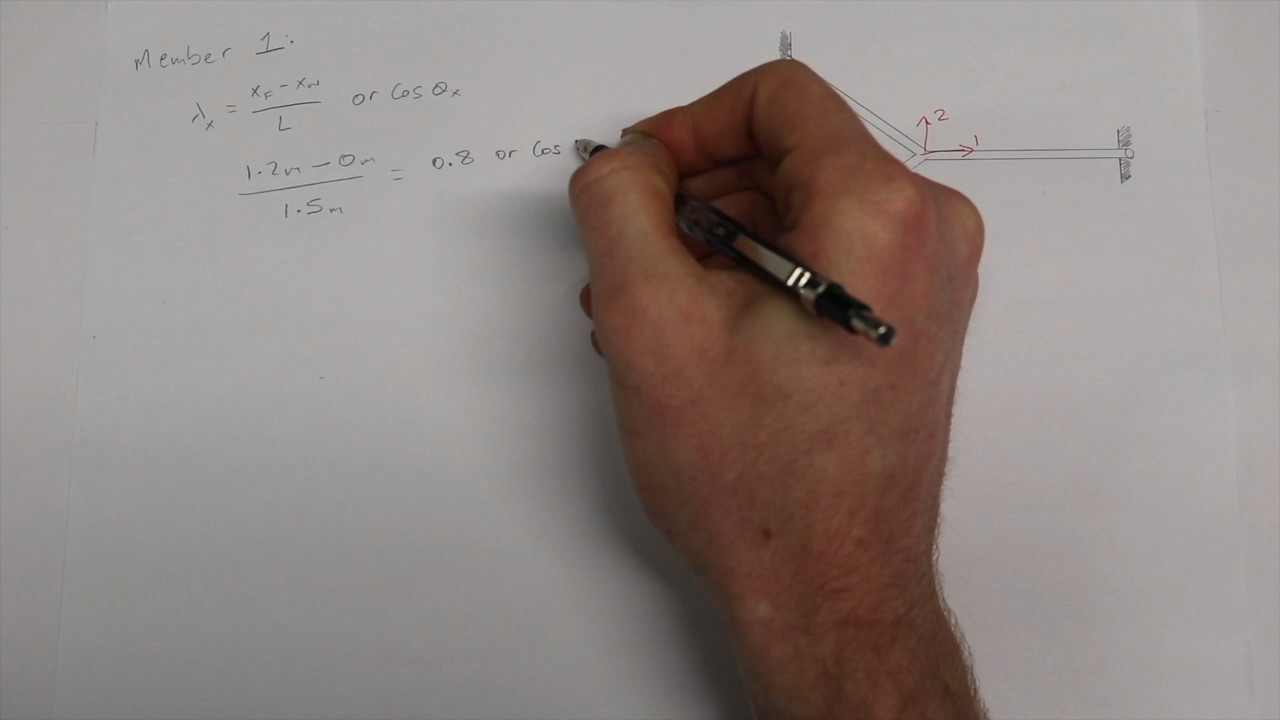 Member 1:
λx = xF - xN / L or Cos θx
1.2m - 0m / 1.5m = 0.8 or Cos
2
1